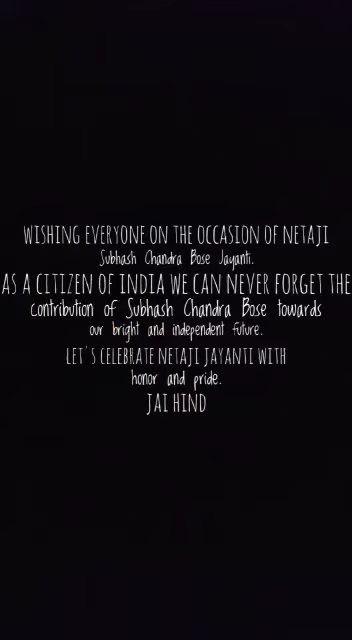 WISHING EVERYONE ON THE OCCASION OF NETAJI
Subhash Chandra Bose Jayanti.
AS A CITIZEN OF INDIA WE CAN NEVER FORGET THE
contribution of Subhash Chandra Bose towards
our bright and independent future.
LET'S CELEBRATE NETAJI JAYANTI WITH
honor and pride.
JAI HIND